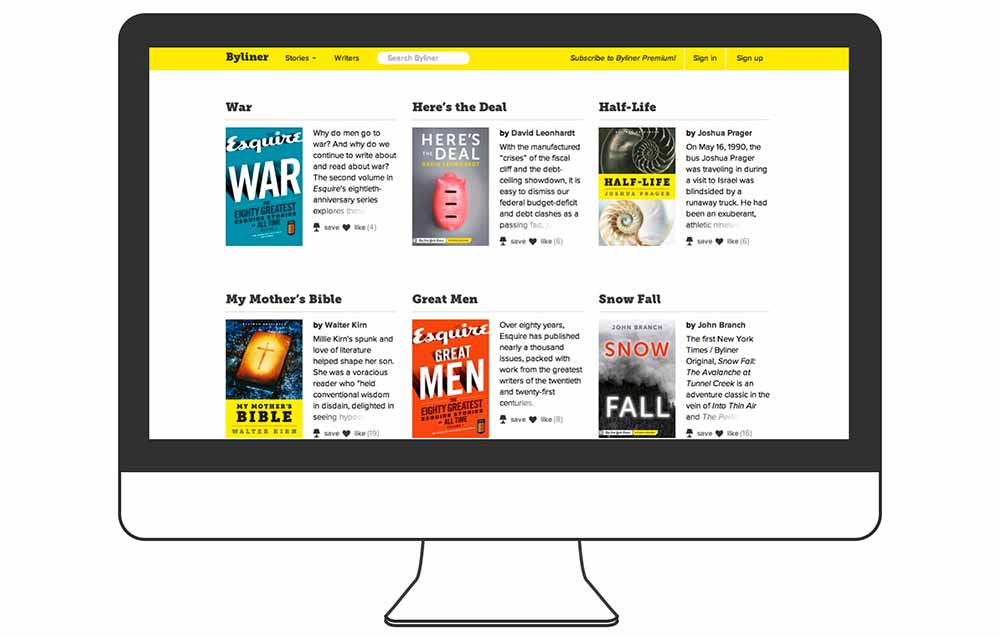 Byliner Stories Writers Search Byliner Subscribe to Byliner Premium! Sign in Sign up
War
Esquire
WAR
THE
EIGHTY GREATEST
ESQUIRE STORIES
OF ALL TIME
Why do men go to
war? And why do we
continue to write about
and read about war?
The second volume in
Esquire's eightieth-
anniversary series
explores these
save like (4)
Here's the Deal
HERE'S
THE DEAL
DAVID LEONHARDT
by David Leonhardt
With the manufactured
"crises" of the fiscal
cliff and the debt-
ceiling showdown, it is
easy to dismiss our
federal budget-deficit
and debt clashes as a
passing fad,
save like (6)
Half-Life
HALF-LIFE
JOSHUA PRAGER
by Joshua Prager
On May 16, 1990, the
bus Joshua Prager
was traveling in during
a visit to Israel was
blindsided by a
runaway truck. He had
been an exuberant,
athletic
save like (6)
My Mother's Bible
MY MOTHER'S
BIBLE
WALTER KIRN
by Walter Kirn
Millie Kirn's spunk and
love of literature
helped shape her son.
She was a voracious
reader who "held
conventional wisdom
in disdain, delighted in
seeing
save like (19)
Great Men
Esquire
GREAT
MEN
THE
EIGHTY GREATEST
ESQUIRE STORIES
OF ALL TIME
Over eighty years,
Esquire has published
nearly a thousand
issues, packed with
work from the greatest
writers of the twentieth
and twenty-first
centuries.
save like (8)
Snow Fall
JOHN BRANCH
SNOW
FALL
by John Branch
The first New York
Times / Byliner
Original, Snow Fall:
The Avalanche at
Tunnel Creek is an
adventure classic in the
vein of Into Thin Air
and The
save like (16)